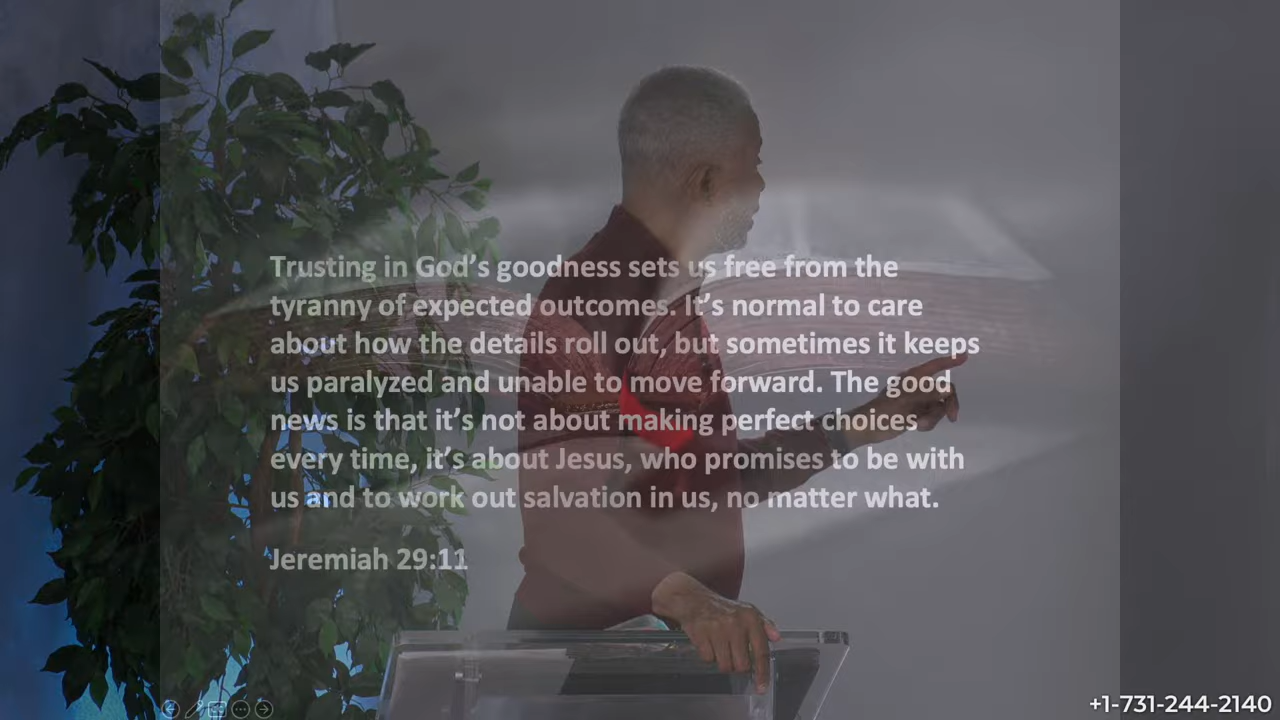 Trusting in God’s goodness sets us free from the
tyranny of expected outcomes. It’s normal to care
about how the details roll out, but sometimes it keeps
us paralyzed and unable to move forward. The good
news is that it’s not about making perfect choices
every time, it’s about Jesus, who promises to be with
us and to work out salvation in us, no matter what.
Jeremiah 29:11
+1-731-244-2140